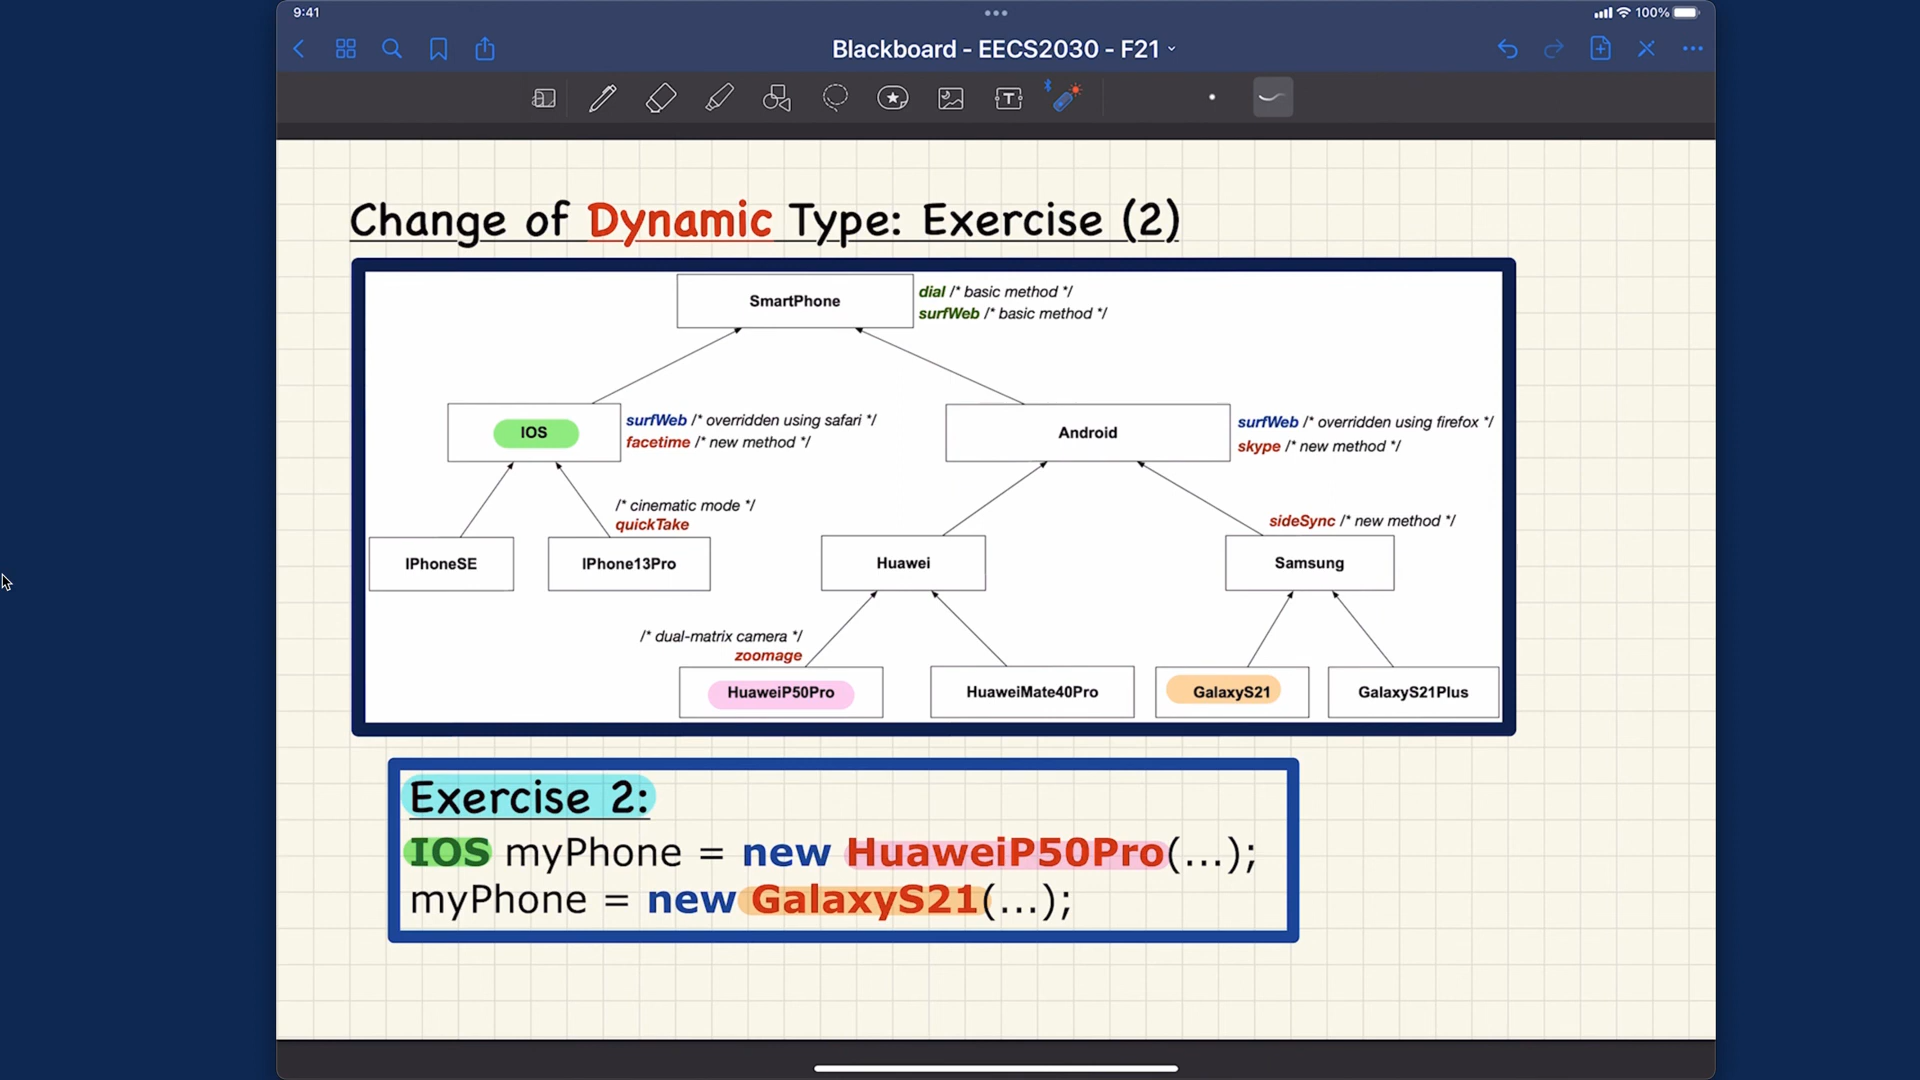 9:41
100%
Blackboard - EECS2030 - F21
Change of Dynamic Type: Exercise (2)
SmartPhone
dial /* basic method */
surfWeb /* basic method */
IOS
surfWeb /* overridden using safari */
facetime /* new method */
Android
surfWeb /* overridden using firefox */
skype /* new method */
/* cinematic mode */
quickTake
sideSync /* new method */
IPhoneSE
IPhone13Pro
Huawei
Samsung
/* dual-matrix camera */
zoomage
HuaweiP50Pro
HuaweiMate40Pro
GalaxyS21
GalaxyS21Plus
Exercise 2:
IOS myPhone = new HuaweiP50Pro(...);
myPhone = new GalaxyS21(...);